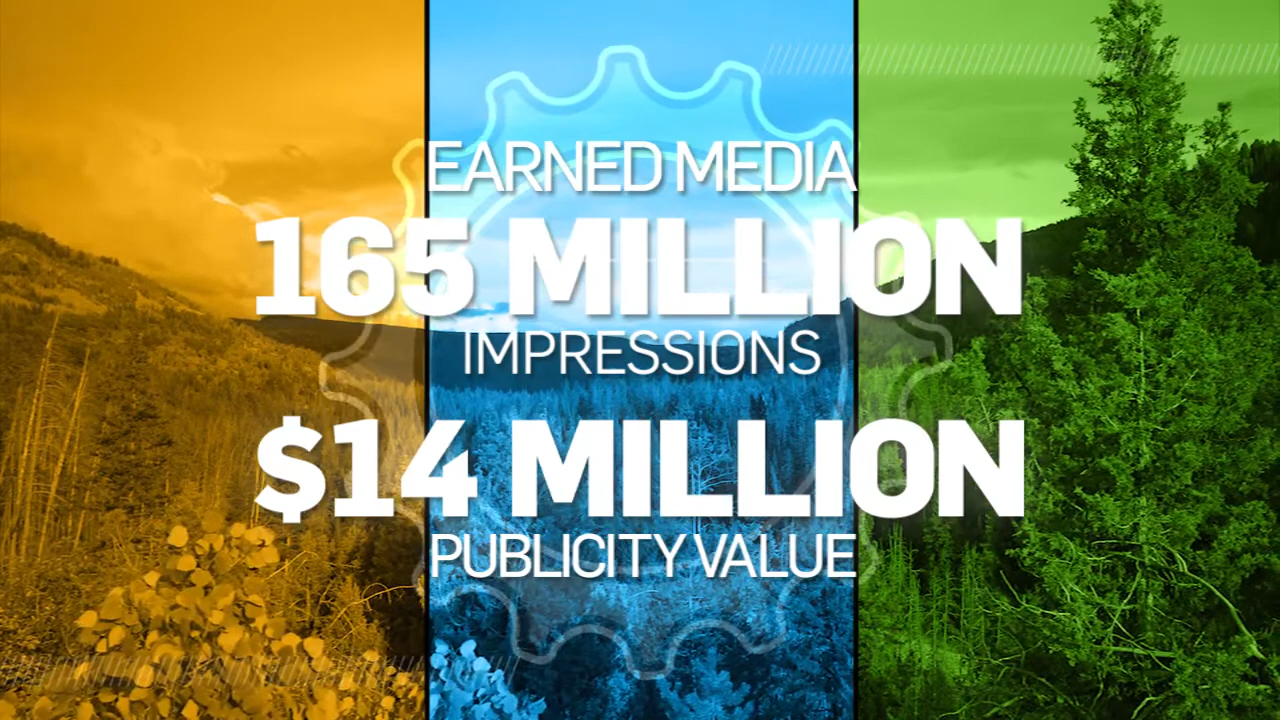 EARNED MEDIA
165 MILLION
IMPRESSIONS
$14 MILLION
PUBLICITY VALUE